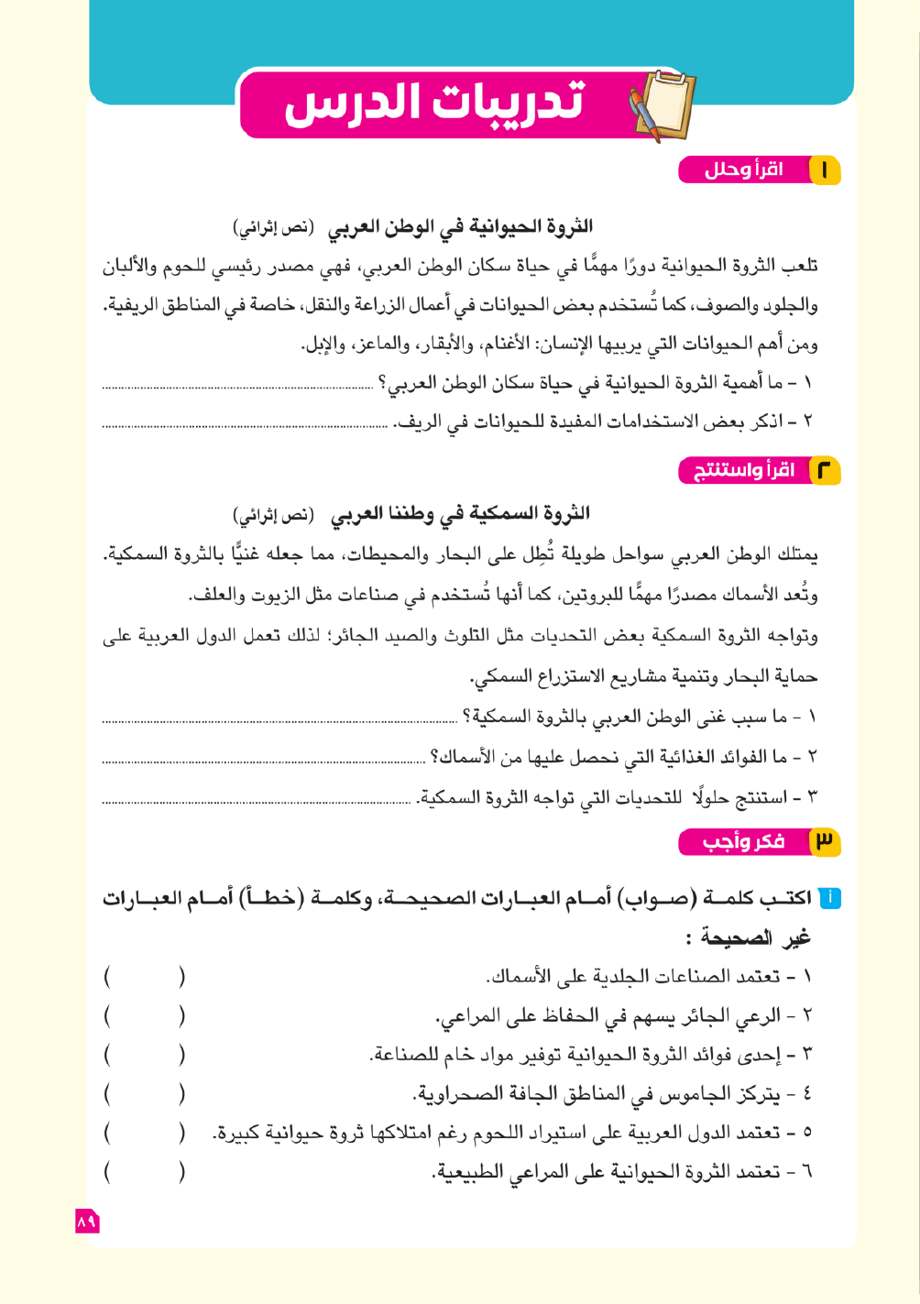 تدريبات الدرس
١ اقرأ وحلل
الثروة الحيوانية في الوطن العربي (نص إثرائي)
تلعب الثروة الحيوانية دورًا مهمًّا في حياة سكان الوطن العربي، فهي مصدر رئيسي للحوم والألبان
والجلود والصوف، كما تُستخدم بعض الحيوانات في أعمال الزراعة والنقل، خاصة في المناطق الريفية.
ومن أهم الحيوانات التي يربيها الإنسان: الأغنام، والأبقار، والماعز، والإبل.
١ - ما أهمية الثروة الحيوانية في حياة سكان الوطن العربي؟
٢ - اذكر بعض الاستخدامات المفيدة للحيوانات في الريف.
٢ اقرأ واستنتج
الثروة السمكية في وطننا العربي (نص إثرائي)
يمتلك الوطن العربي سواحل طويلة تُطِل على البحار والمحيطات، مما جعله غنيًّا بالثروة السمكية.
وتُعد الأسماك مصدرًا مهمًّا للبروتين، كما أنها تُستخدم في صناعات مثل الزيوت والعلف.
وتواجه الثروة السمكية بعض التحديات مثل التلوث والصيد الجائر؛ لذلك تعمل الدول العربية على
حماية البحار وتنمية مشاريع الاستزراع السمكي.
١ - ما سبب غنى الوطن العربي بالثروة السمكية؟
٢ - ما الفوائد الغذائية التي نحصل عليها من الأسماك؟
٣ - استنتج حلولًا للتحديات التي تواجه الثروة السمكية.
٣ فكر وأجب
أ اكتب كلمة (صواب) أمام العبارات الصحيحة، وكلمة (خطأ) أمام العبارات
غير الصحيحة :
١ - تعتمد الصناعات الجلدية على الأسماك. ( )
٢ - الرعي الجائر يسهم في الحفاظ على المراعي. ( )
٣ - إحدى فوائد الثروة الحيوانية توفير مواد خام للصناعة. ( )
٤ - يتركز الجاموس في المناطق الجافة الصحراوية. ( )
٥ - تعتمد الدول العربية على استيراد اللحوم رغم امتلاكها ثروة حيوانية كبيرة. ( )
٦ - تعتمد الثروة الحيوانية على المراعي الطبيعية. ( )
٨٩